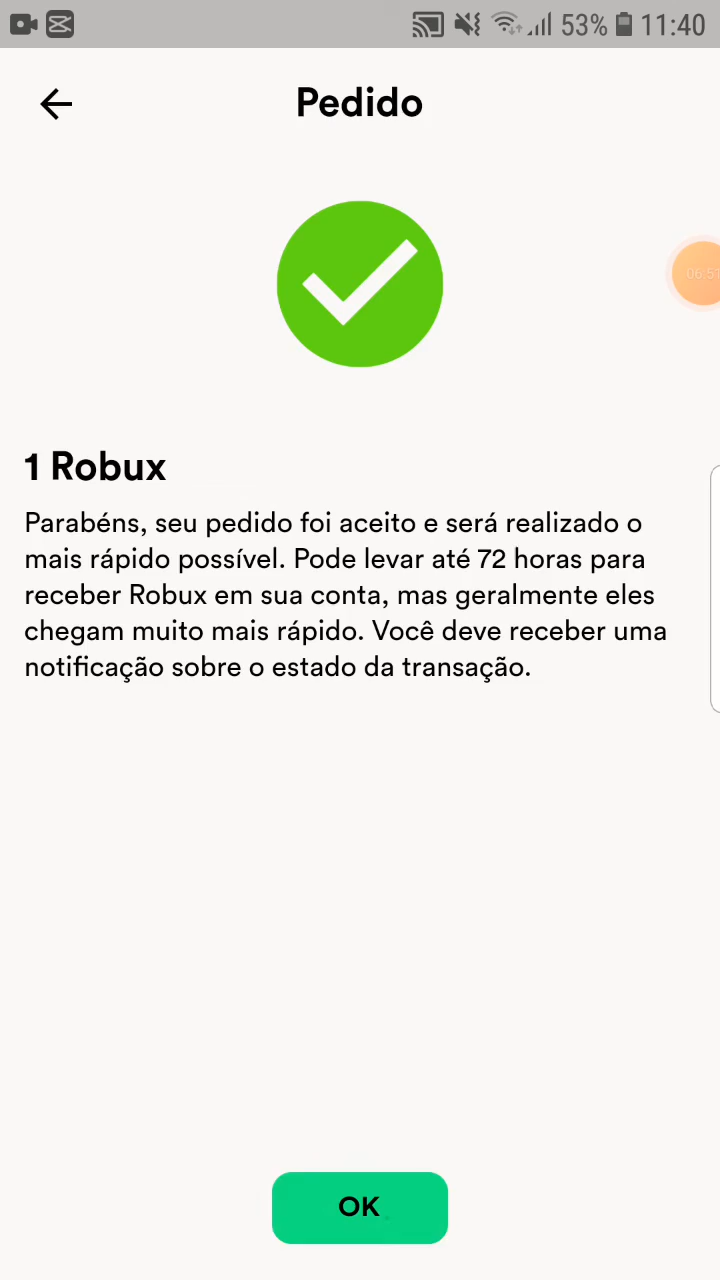 53% 11:40
Pedido
06:51
1 Robux
Parabéns, seu pedido foi aceito e será realizado o
mais rápido possível. Pode levar até 72 horas para
receber Robux em sua conta, mas geralmente eles
chegam muito mais rápido. Você deve receber uma
notificação sobre o estado da transação.
OK